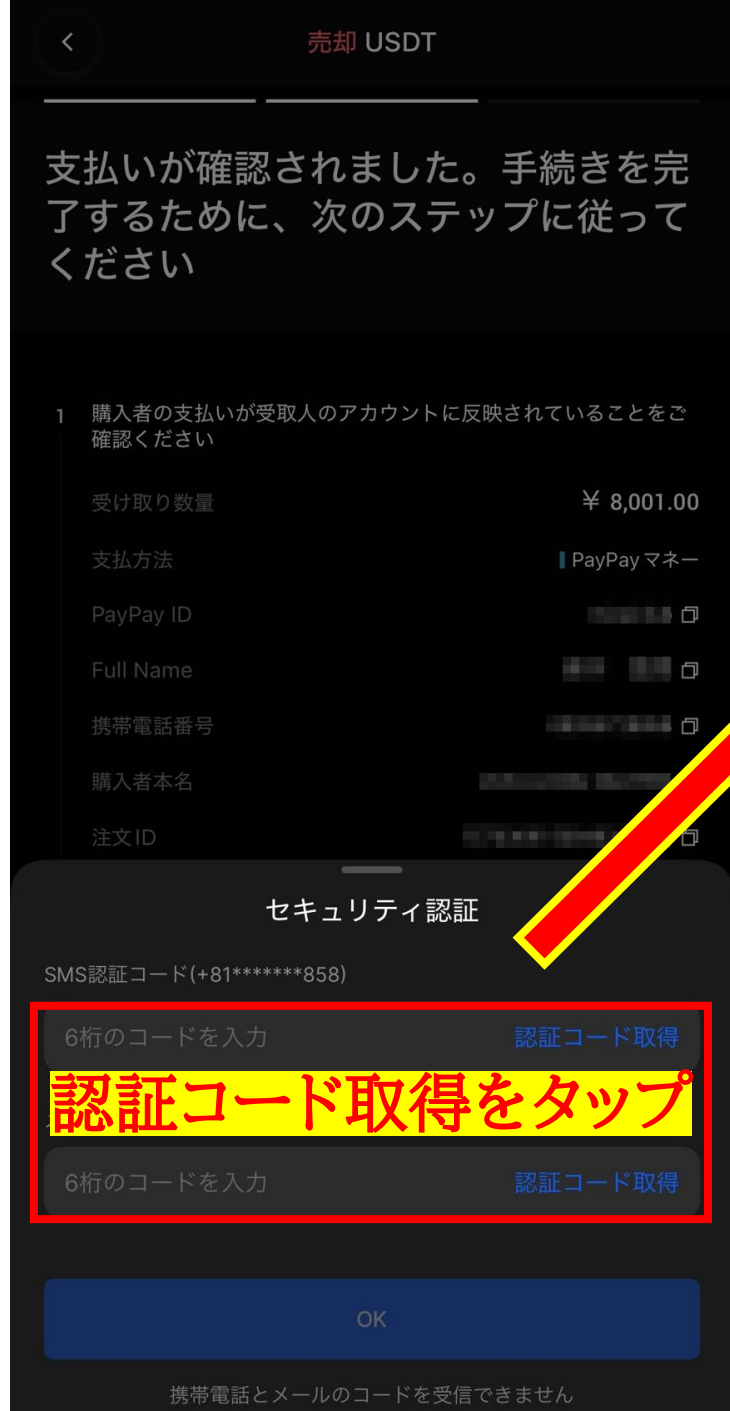 売却 USDT
支払いが確認されました。手続きを完
了するために、次のステップに従って
ください
1 購入者の支払いが受取人のアカウントに反映されていることをご
確認ください
受け取り数量 ¥ 8,001.00
支払方法 PayPay マネー
PayPay ID
Full Name
携帯電話番号
購入者本名
注文ID
セキュリティ認証
SMS認証コード(+81*******858)
6桁のコードを入力 認証コード取得
認証コード取得をタップ
6桁のコードを入力 認証コード取得
OK
携帯電話とメールのコードを受信できません